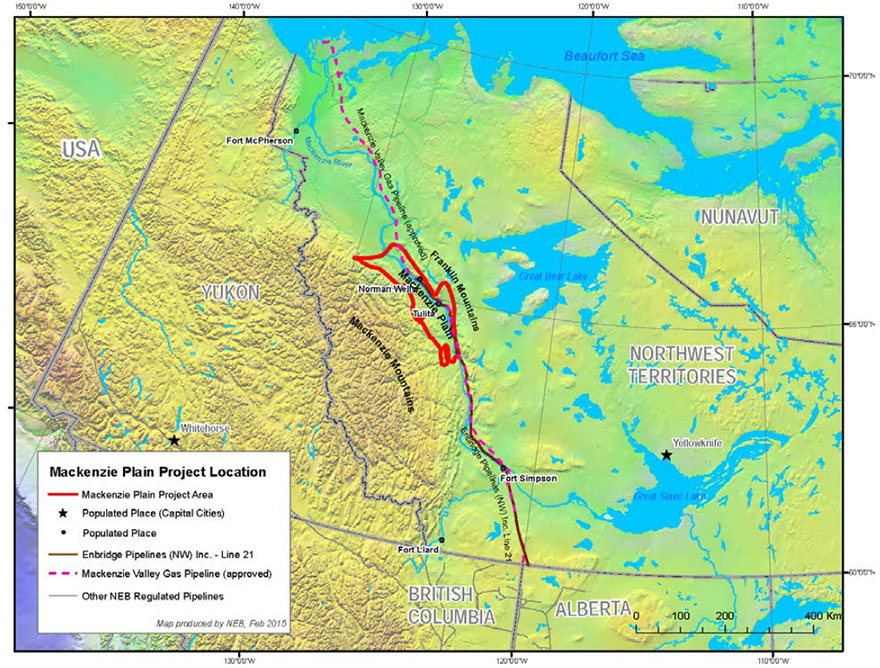 150°0'0"W
140°0'0"W
130°0'0"W
120°0'0"W
110°0'0"W
Beaufort Sea
70°0'0"N
USA
Fort McPherson
Mackenzie River
Mackenzie Valley Gas Pipeline (approved)
NUNAVUT
Franklin Mountains
Great Bear Lake
YUKON
Norman Wells
Mackenzie Plain
Tulita
65°0'0"N
Mackenzie Mountains
NORTHWEST
TERRITORIES
Whitehorse
Yellowknife
Enbridge Pipelines (NW) Inc. Line 21
Fort Simpson
Great Slave Lake
Fort Liard
60°0'0"N
BRITISH
COLUMBIA
ALBERTA
Mackenzie Plain Project Location
Mackenzie Plain Project Area
Populated Place (Capital Cities)
Populated Place
Enbridge Pipelines (NW) Inc. - Line 21
Mackenzie Valley Gas Pipeline (approved)
Other NEB Regulated Pipelines
Map produced by NEB, Feb 2015
0 100 200 400 Km
130°0'0"W
120°0'0"W
110°0'0"W